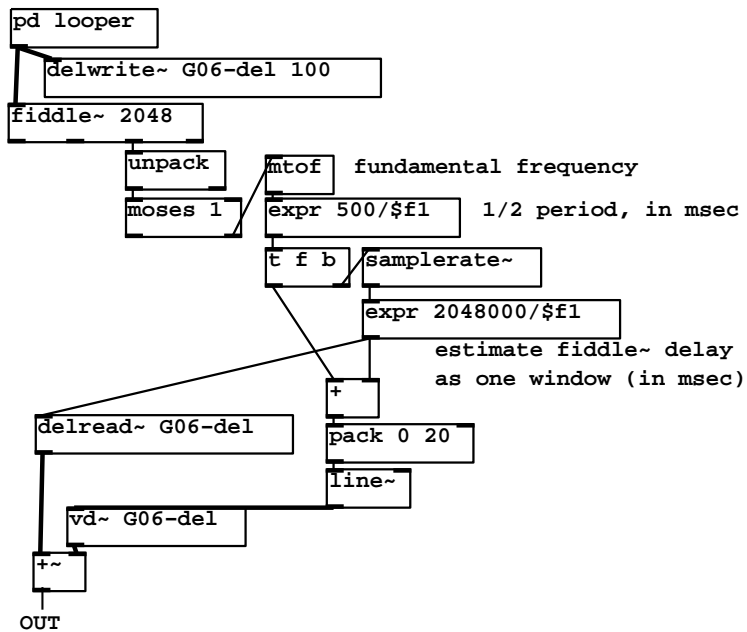 pd looper
delwrite~ G06-del 100
fiddle~ 2048
unpack
mtof
fundamental frequency
moses 1
expr 500/$f1
1/2 period, in msec
t f b
samplerate~
expr 2048000/$f1
estimate fiddle~ delay
as one window (in msec)
+
delread~ G06-del
pack 0 20
line~
vd~ G06-del
+~
OUT